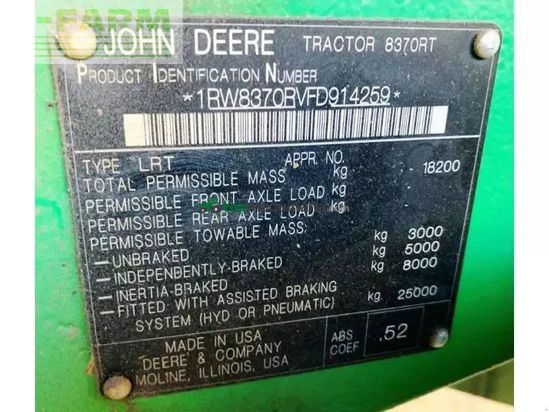 FARM
JOHN DEERE TRACTOR 8370RT
PRODUCT IDENTIFICATION NUMBER
*1RW8370RVFD914259*
TYPE LRT APPR. NO.
TOTAL PERMISSIBLE MASS kg 18200
PERMISSIBLE FRONT AXLE LOAD kg
PERMISSIBLE REAR AXLE LOAD kg
PERMISSIBLE TOWABLE MASS:
—UNBRAKED kg 3000
—INDEPENDENTLY-BRAKED kg 5000
—INERTIA-BRAKED kg 8000
—FITTED WITH ASSISTED BRAKING kg 25000
SYSTEM (HYD OR PNEUMATIC)
MADE IN USA
DEERE & COMPANY
MOLINE, ILLINOIS, USA
ABS
COEF .52